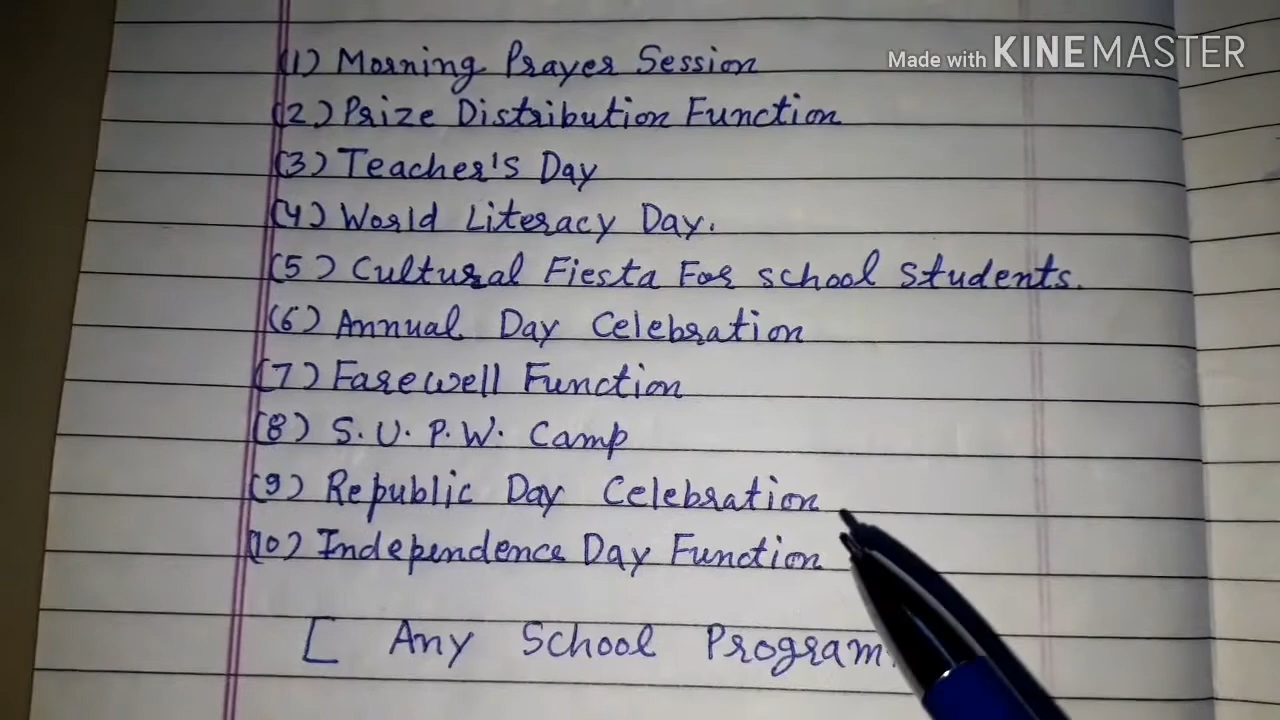 Made with KINEMASTER
(1) Morning Prayer Session
(2) Prize Distribution Function
(3) Teacher's Day
(4) World Literacy Day.
(5) Cultural Fiesta For School Students.
(6) Annual Day Celebration
(7) Farewell Function
(8) S.U.P.W. Camp
(9) Republic Day Celebration
(10) Independence Day Function
[ Any School Program